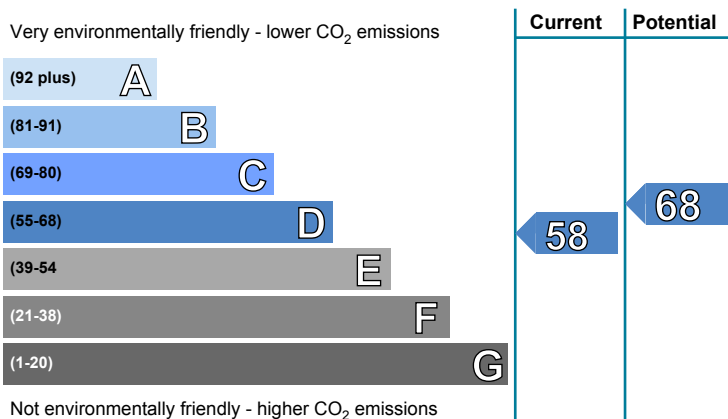 Current Potential
Very environmentally friendly - lower CO2 emissions
(92 plus) A
(81-91) B
(69-80) C
(55-68) D
(39-54 E
(21-38) F
(1-20) G
58
68
Not environmentally friendly - higher CO2 emissions